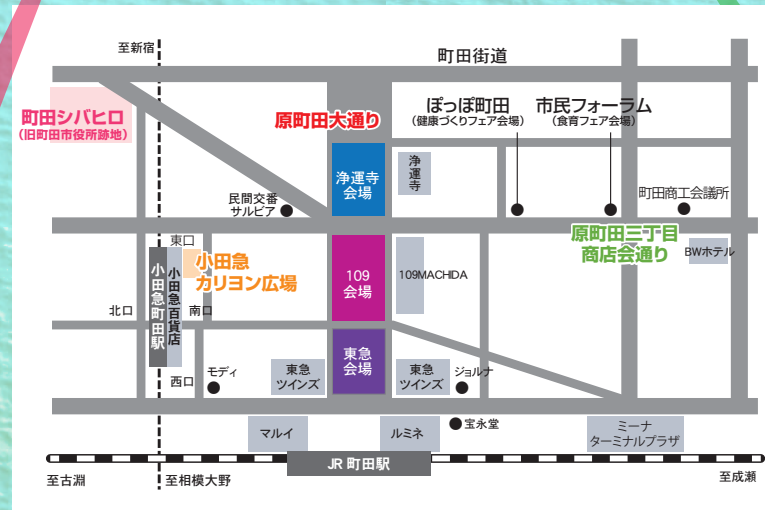 至新宿
町田街道
町田シバヒロ
（旧町田市役所跡地）
原町田大通り
ぽっぽ町田
（健康づくりフェア会場）
市民フォーラム
（食育フェア会場）
浄運寺
会場
浄運寺
民間交番
サルビア
町田商工会議所
東口
小田急
カリヨン広場
原町田三丁目
商店会通り
BWホテル
小田急町田駅
小田急百貨店
109
会場
109MACHIDA
北口
南口
東急
会場
西口
モディ
東急
ツインズ
東急
ツインズ
ジョルナ
マルイ
ルミネ
宝永堂
ミーナ
ターミナルプラザ
JR 町田駅
至古淵
至相模大野
至成瀬